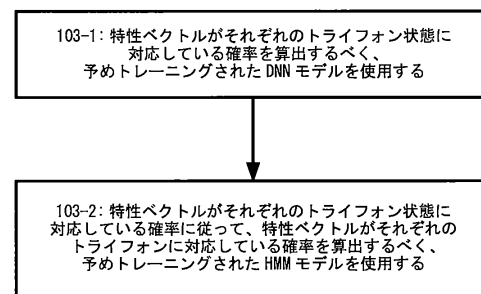 103-1: 特性ベクトルがそれぞれのトライフォン状態に
対応している確率を算出するべく、
予めトレーニングされた DNN モデルを使用する
103-2: 特性ベクトルがそれぞれのトライフォン状態に
対応している確率に従って、特性ベクトルがそれぞれの
トライフォンに対応している確率を算出するべく、
予めトレーニングされた HMM モデルを使用する